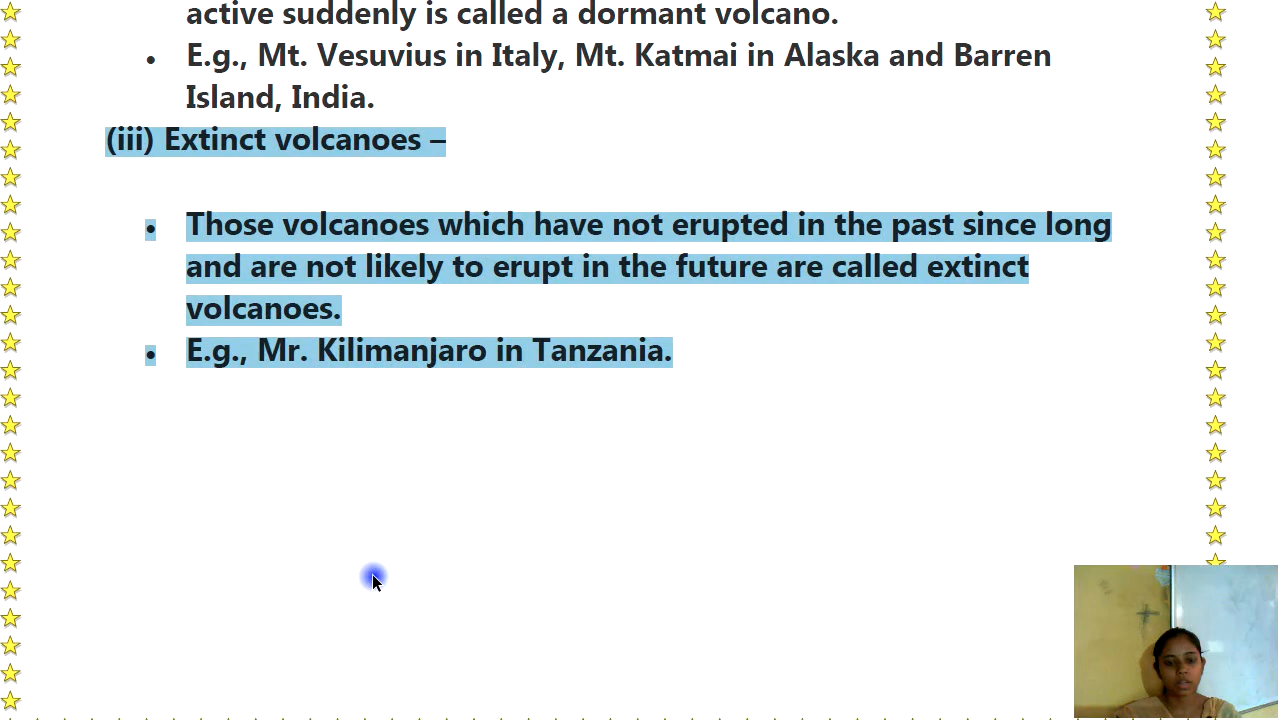 active suddenly is called a dormant volcano.
• E.g., Mt. Vesuvius in Italy, Mt. Katmai in Alaska and Barren
Island, India.
(iii) Extinct volcanoes –
• Those volcanoes which have not erupted in the past since long
and are not likely to erupt in the future are called extinct
volcanoes.
• E.g., Mr. Kilimanjaro in Tanzania.